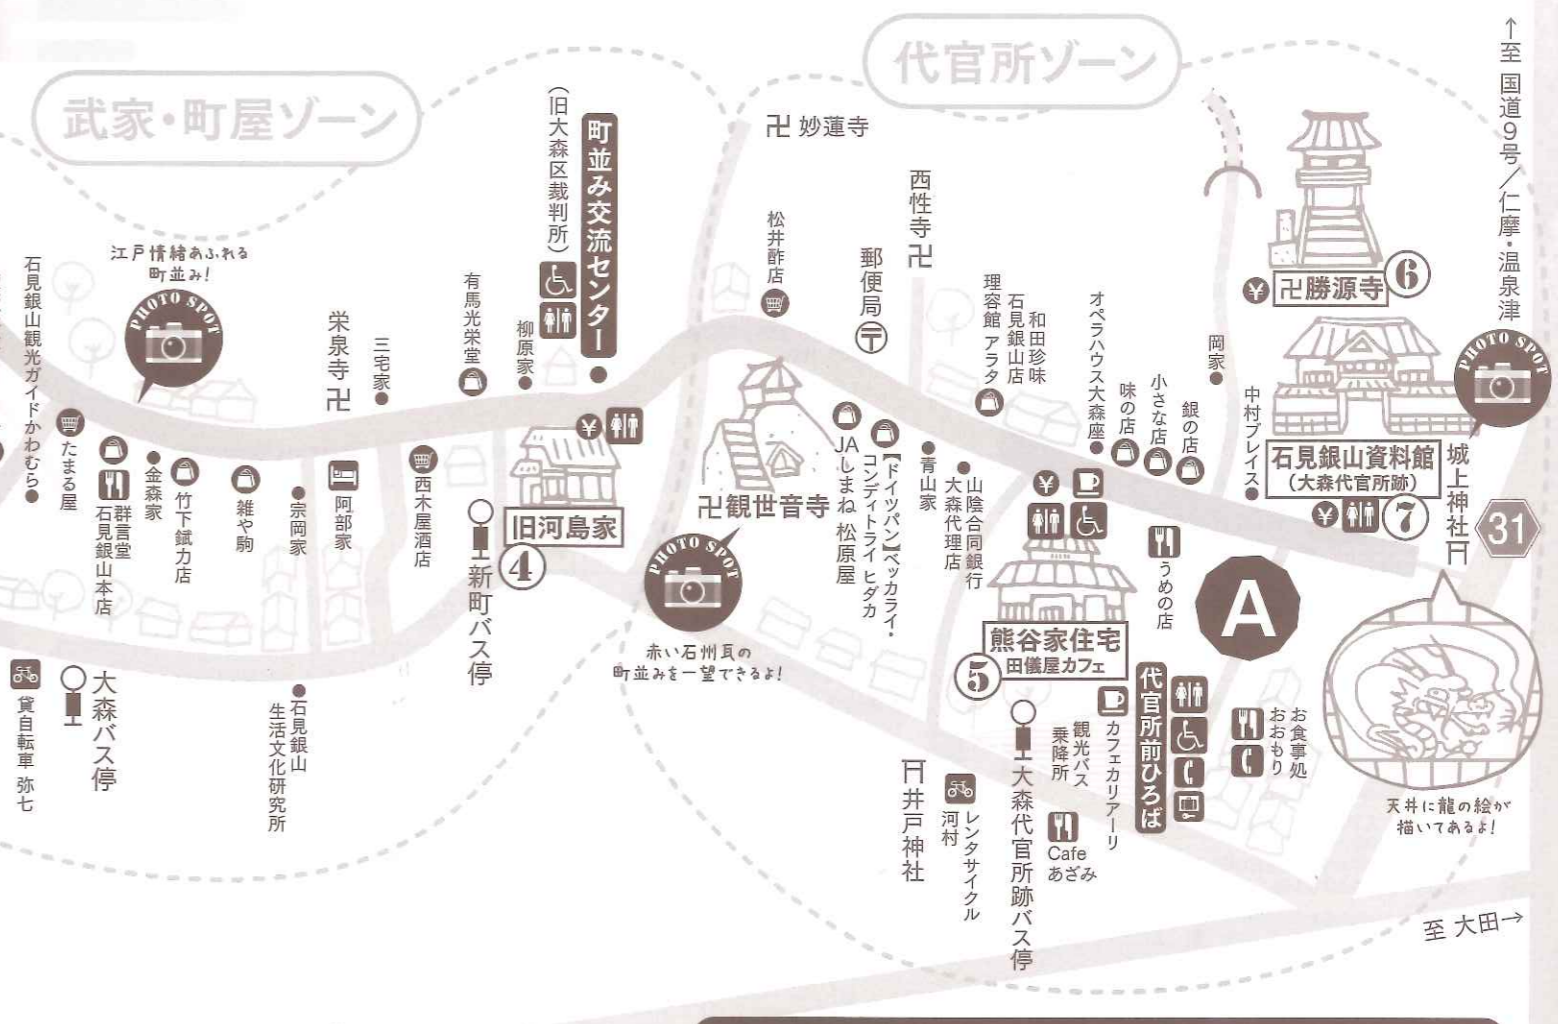 武家・町屋ゾーン
代官所ゾーン
↑至 国道9号/仁摩・温泉津
石見銀山観光ガイドかわむら
江戸情緒あふれる
町並み!
PHOTO SPOT
たまる屋
群言堂
石見銀山本店
金森家
竹下錻力店
雑や駒
宗岡家
栄泉寺
三宅家
阿部家
有馬光栄堂
西木屋酒店
柳原家
町並み交流センター
(旧大森区裁判所)
旧河島家
4
新町バス停
大森バス停
貸自転車 弥七
石見銀山
生活文化研究所
卍 妙蓮寺
松井酢店
郵便局
西性寺卍
卍観世音寺
PHOTO SPOT
赤い石州瓦の
町並みを一望できるよ!
JAしまね 松原屋
【ドイツパン】ベッカライ・
コンディトライ ヒダカ
青山家
山陰合同銀行
大森代理店
理容館 アラタ
石見銀山店
和田珍味
オペラハウス大森座
味の店
小さな店
銀の店
岡家
中村ブレイス
卍勝源寺
6
石見銀山資料館
(大森代官所跡)
7
PHOTO SPOT
城上神社
31
うめの店
A
熊谷家住宅
田儀屋カフェ
5
代官所前ひろば
カフェカリアーリ
観光バス
乗降所
Cafe
あざみ
大森代官所跡バス停
レンタサイクル
河村
井戸神社
お食事処
おおもり
天井に龍の絵が
描いてあるよ!
至 大田→